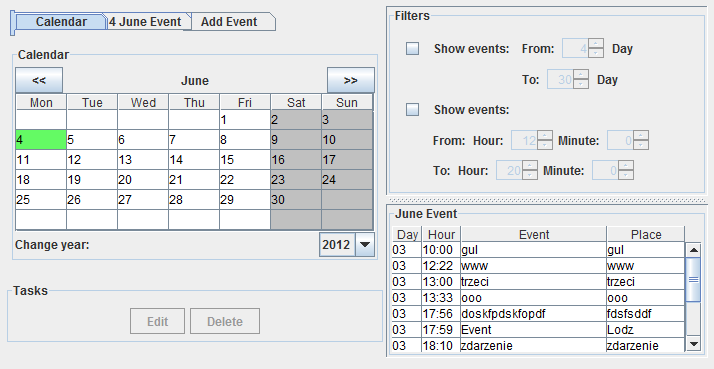 Calendar 4 June Event Add Event
Calendar
<< June >>
Mon Tue Wed Thu Fri Sat Sun
1 2 3
4 5 6 7 8 9 10
11 12 13 14 15 16 17
18 19 20 21 22 23 24
25 26 27 28 29 30
Change year: 2012
Tasks
Edit Delete
Filters
Show events: From: 4 Day
To: 30 Day
Show events:
From: Hour: 12 Minute: 0
To: Hour: 20 Minute: 0
June Event
Day Hour Event Place
03 10:00 gul gul
03 12:22 www www
03 13:00 trzeci trzeci
03 13:33 ooo ooo
03 17:56 doskfpdskfopdf fdsfsddf
03 17:59 Event Lodz
03 18:10 zdarzenie zdarzenie